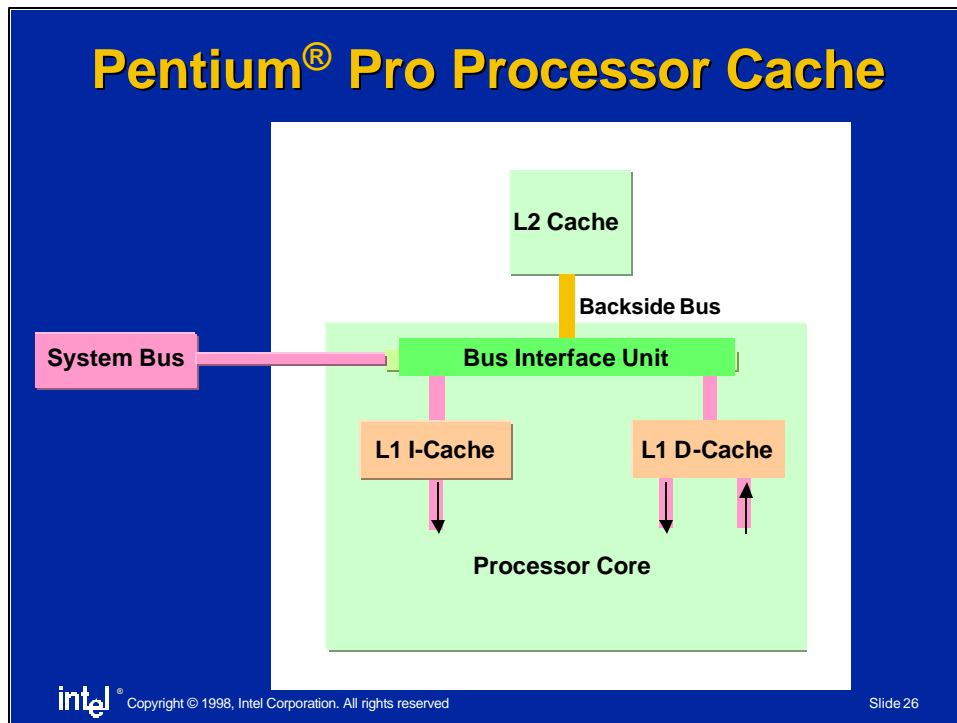 Pentium® Pro Processor Cache
L2 Cache
Backside Bus
System Bus
Bus Interface Unit
L1 I-Cache
L1 D-Cache
Processor Core
intel® Copyright © 1998, Intel Corporation. All rights reserved
Slide 26